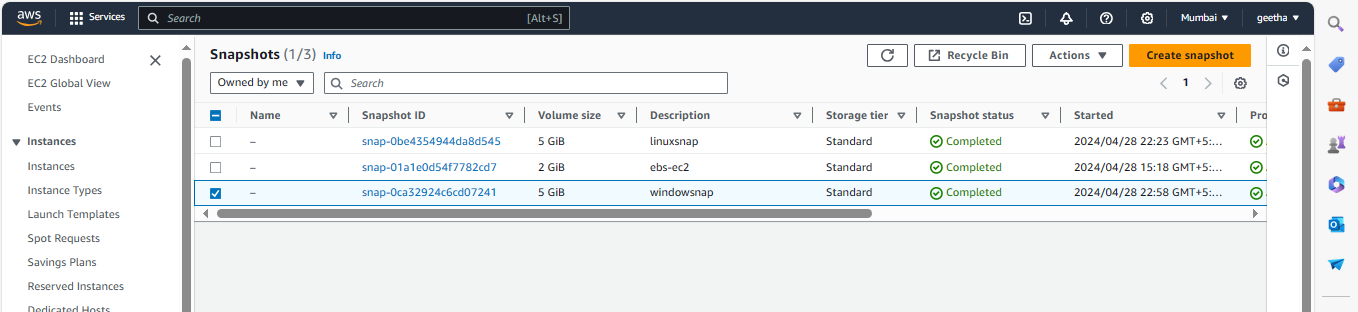 aws Services Search [Alt+S] Mumbai geetha
EC2 Dashboard
EC2 Global View
Events
Instances
Instances
Instance Types
Launch Templates
Spot Requests
Savings Plans
Reserved Instances
Dedicated Hosts
Snapshots (1/3) Info Recycle Bin Actions Create snapshot
Owned by me Search 1
Name Snapshot ID Volume size Description Storage tier Snapshot status Started Pro
– snap-0be4354944da8d545 5 GiB linuxsnap Standard Completed 2024/04/28 22:23 GMT+5:...
– snap-01a1e0d54f7782cd7 2 GiB ebs-ec2 Standard Completed 2024/04/28 15:18 GMT+5:...
– snap-0ca32924c6cd07241 5 GiB windowsnap Standard Completed 2024/04/28 22:58 GMT+5:...